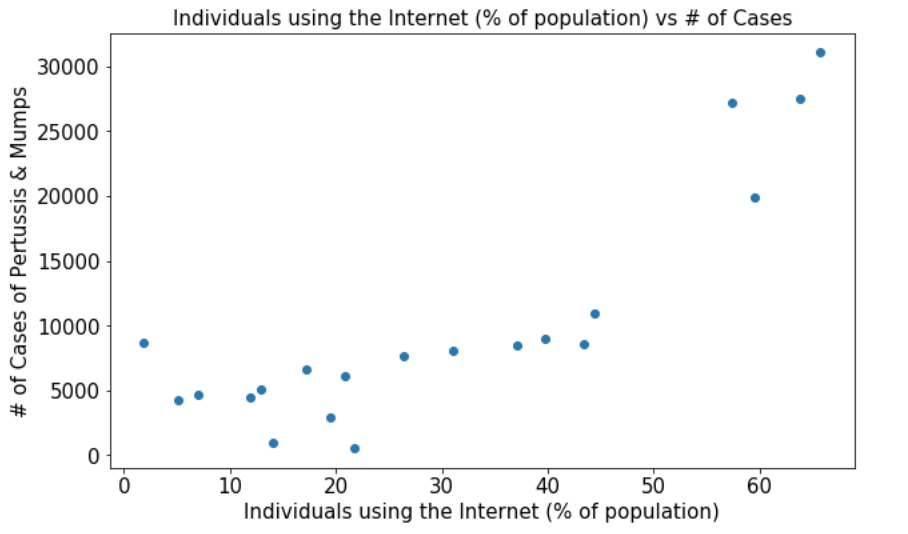 Individuals using the Internet (% of population) vs # of Cases
# of Cases of Pertussis & Mumps
30000
25000
20000
15000
10000
5000
0
0 10 20 30 40 50 60
Individuals using the Internet (% of population)